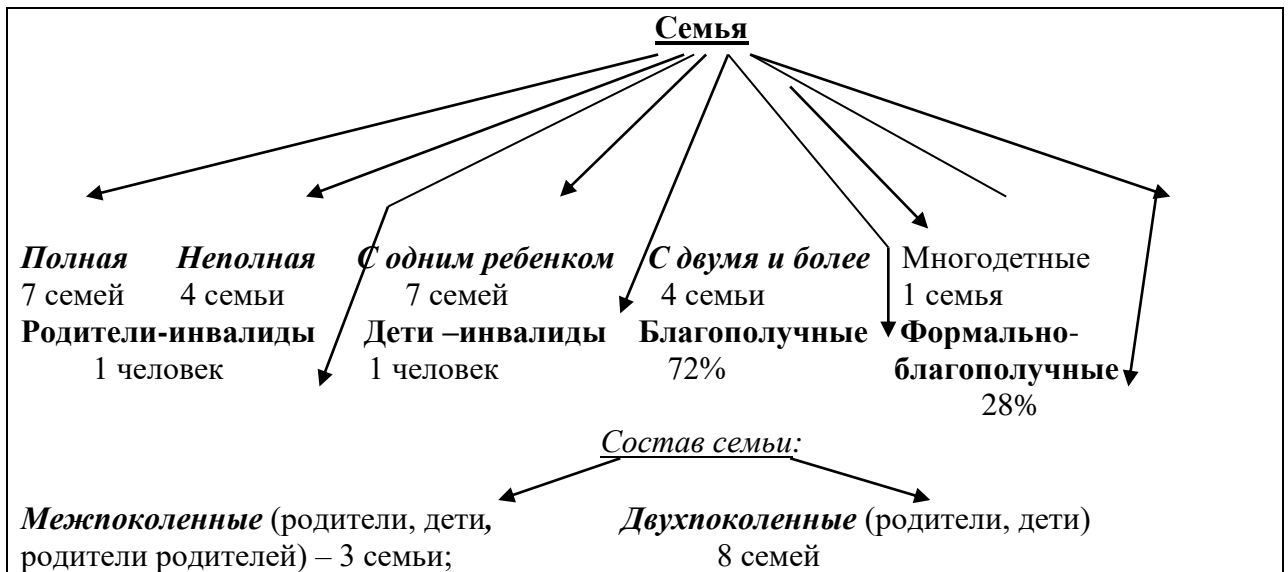 Семья
Полная Неполная С одним ребенком С двумя и более Многодетные
7 семей 4 семьи 7 семей 4 семьи 1 семья
Родители-инвалиды Дети –инвалиды Благополучные Формально-
1 человек 1 человек 72% благополучные
28%
Состав семьи:
Межпоколенные (родители, дети, Двухпоколенные (родители, дети)
родители родителей) – 3 семьи; 8 семей